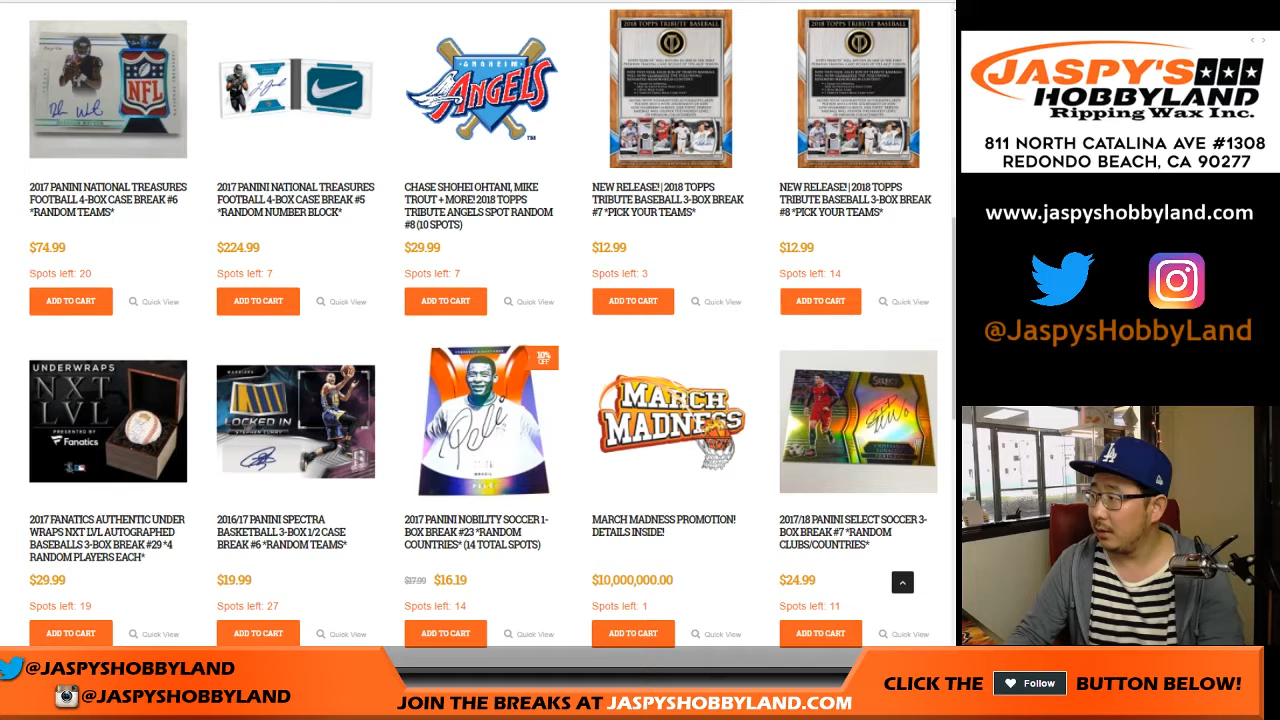 2017 PANINI NATIONAL TREASURES
FOOTBALL 4-BOX CASE BREAK #6
*RANDOM TEAMS*
$74.99
Spots left: 20
ADD TO CART
Quick View
2017 PANINI NATIONAL TREASURES
FOOTBALL 4-BOX CASE BREAK #5
*RANDOM NUMBER BLOCK*
$224.99
Spots left: 7
ADD TO CART
Quick View
ANAHEIM
ANGELS
CHASE SHOHEI OHTANI, MIKE
TROUT + MORE! 2018 TOPPS
TRIBUTE ANGELS SPOT RANDOM
#8 (10 SPOTS)
$29.99
Spots left: 7
ADD TO CART
Quick View
2018 TOPPS TRIBUTE BASEBALL
NEW RELEASE! | 2018 TOPPS
TRIBUTE BASEBALL 3-BOX BREAK
#7 *PICK YOUR TEAMS*
$12.99
Spots left: 3
ADD TO CART
Quick View
2018 TOPPS TRIBUTE BASEBALL
NEW RELEASE! | 2018 TOPPS
TRIBUTE BASEBALL 3-BOX BREAK
#8 *PICK YOUR TEAMS*
$12.99
Spots left: 14
ADD TO CART
Quick View
UNDERWRAPS
NXT
LVL
PRESENTED BY
Fanatics
2017 FANATICS AUTHENTIC UNDER
WRAPS NXT LVL AUTOGRAPHED
BASEBALLS 3-BOX BREAK #29 *4
RANDOM PLAYERS EACH*
$29.99
Spots left: 19
ADD TO CART
Quick View
WARRIORS
LOCKED IN
STEPHEN CURRY
2016/17 PANINI SPECTRA
BASKETBALL 3-BOX 1/2 CASE
BREAK #6 *RANDOM TEAMS*
$19.99
Spots left: 27
ADD TO CART
Quick View
10%
OFF
BRASIL
2017 PANINI NOBILITY SOCCER 1-
BOX BREAK #23 *RANDOM
COUNTRIES* (14 TOTAL SPOTS)
$17.99 $16.19
Spots left: 14
ADD TO CART
Quick View
MARCH
MADNESS
MARCH MADNESS PROMOTION!
DETAILS INSIDE!
$10,000,000.00
Spots left: 1
ADD TO CART
Quick View
SELECT
2017/18 PANINI SELECT SOCCER 3-
BOX BREAK #7 *RANDOM
CLUBS/COUNTRIES*
$24.99
Spots left: 11
ADD TO CART
Quick View
JASPY'S
HOBBYLAND
Ripping Wax Inc.
811 NORTH CATALINA AVE #1308
REDONDO BEACH, CA 90277
www.jaspyshobbyland.com
@JaspysHobbyLand
@JASPYSHOBBYLAND
@JASPYSHOBBYLAND
JOIN THE BREAKS AT JASPYSHOBBYLAND.COM
CLICK THE Follow BUTTON BELOW!